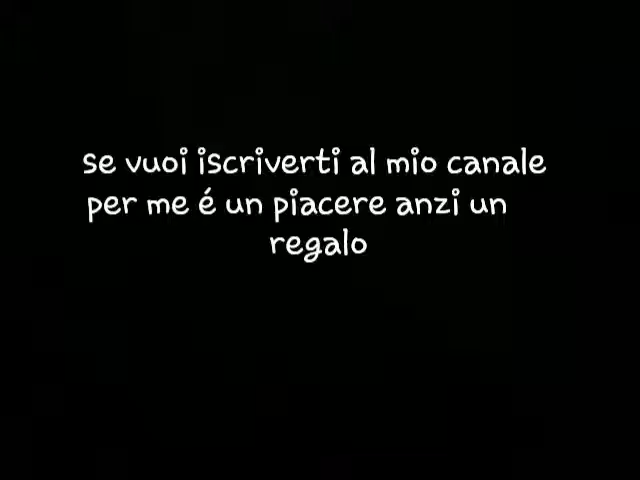 se vuoi iscriverti al mio canale
per me é un piacere anzi un
regalo